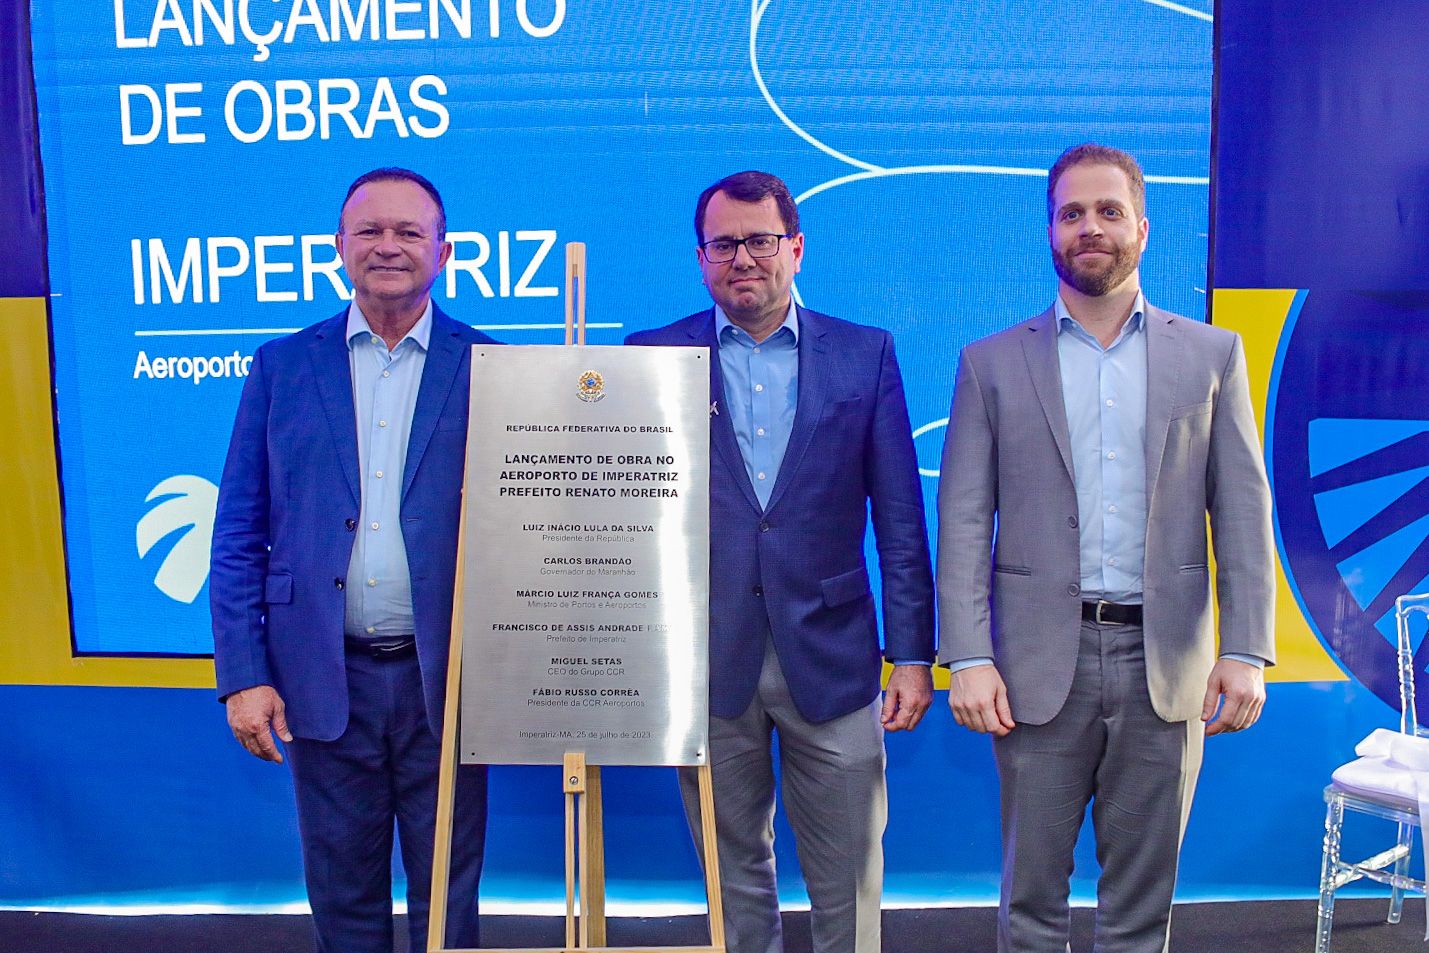 LANÇAMENTO
DE OBRAS
IMPERATRIZ
Aeroporto
REPÚBLICA FEDERATIVA DO BRASIL
LANÇAMENTO DE OBRA NO
AEROPORTO DE IMPERATRIZ
PREFEITO RENATO MOREIRA
LUIZ INÁCIO LULA DA SILVA
Presidente da República
CARLOS BRANDÃO
Governador do Maranhão
MÁRCIO LUIZ FRANÇA GOMES
Ministro de Portos e Aeroportos
FRANCISCO DE ASSIS ANDRADE
Prefeito de Imperatriz
MIGUEL SETAS
CEO do Grupo CCR
FÁBIO RUSSO CORRÊA
Presidente da CCR Aeroportos
Imperatriz-MA, 25 de julho de 2023